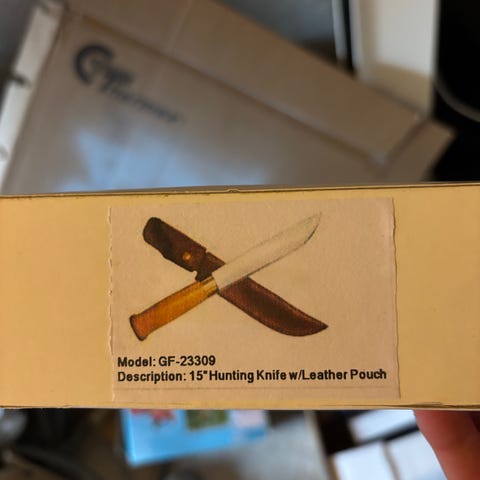 Model: GF-23309
Description: 15" Hunting Knife w/Leather Pouch